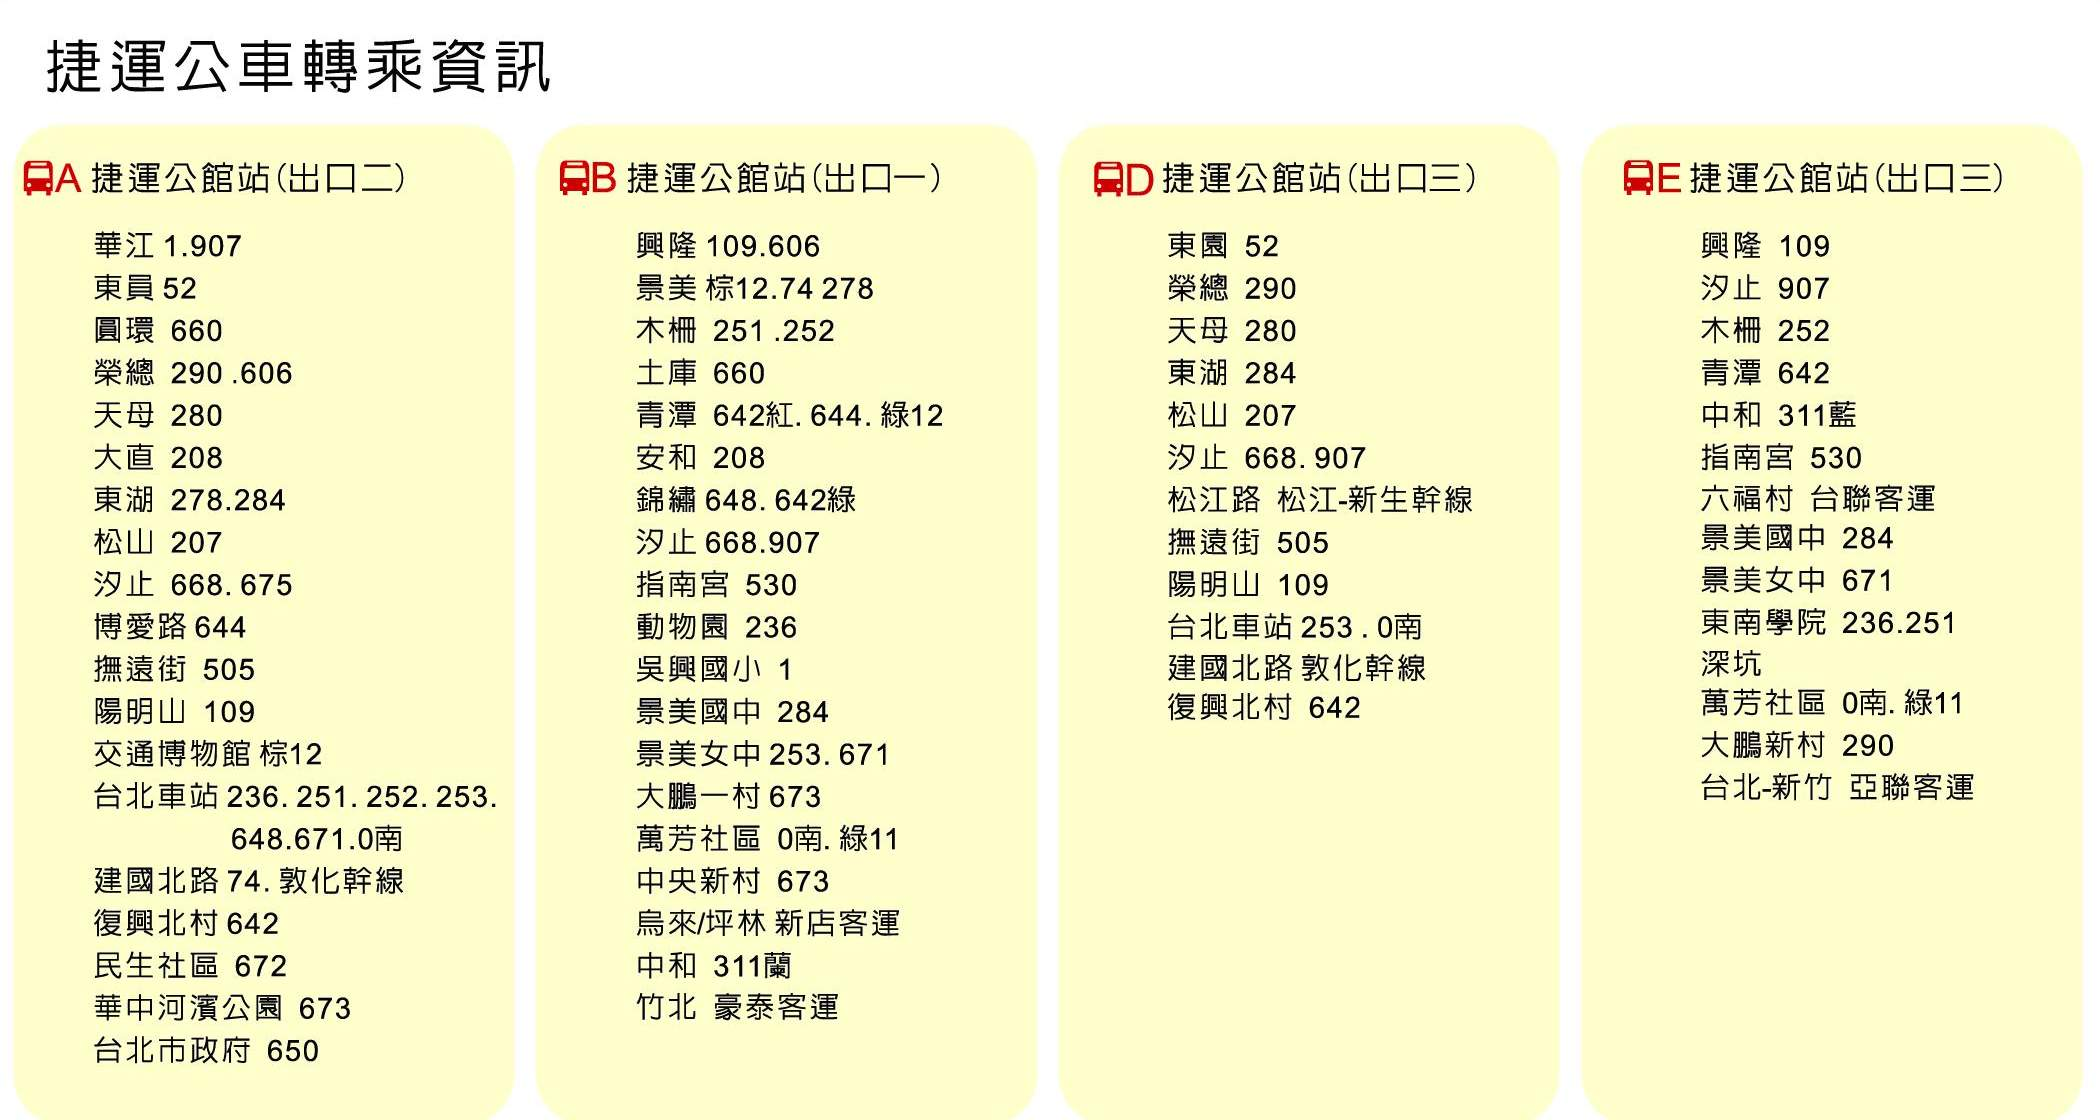 捷運公車轉乘資訊
A 捷運公館站(出口二)
華江 1.907
東員 52
圓環 660
榮總 290 .606
天母 280
大直 208
東湖 278.284
松山 207
汐止 668. 675
博愛路 644
撫遠街 505
陽明山 109
交通博物館 棕12
台北車站 236. 251. 252. 253.
648.671.0南
建國北路 74. 敦化幹線
復興北村 642
民生社區 672
華中河濱公園 673
台北市政府 650
B 捷運公館站(出口一)
興隆 109.606
景美 棕12.74 278
木柵 251 .252
土庫 660
青潭 642紅. 644. 綠12
安和 208
錦繡 648. 642綠
汐止 668.907
指南宮 530
動物園 236
吳興國小 1
景美國中 284
景美女中 253. 671
大鵬一村 673
萬芳社區 0南. 綠11
中央新村 673
烏來/坪林 新店客運
中和 311蘭
竹北 豪泰客運
D 捷運公館站(出口三)
東園 52
榮總 290
天母 280
東湖 284
松山 207
汐止 668. 907
松江路 松江-新生幹線
撫遠街 505
陽明山 109
台北車站 253 . 0南
建國北路 敦化幹線
復興北村 642
E 捷運公館站(出口三)
興隆 109
汐止 907
木柵 252
青潭 642
中和 311藍
指南宮 530
六福村 台聯客運
景美國中 284
景美女中 671
東南學院 236.251
深坑
萬芳社區 0南. 綠11
大鵬新村 290
台北-新竹 亞聯客運